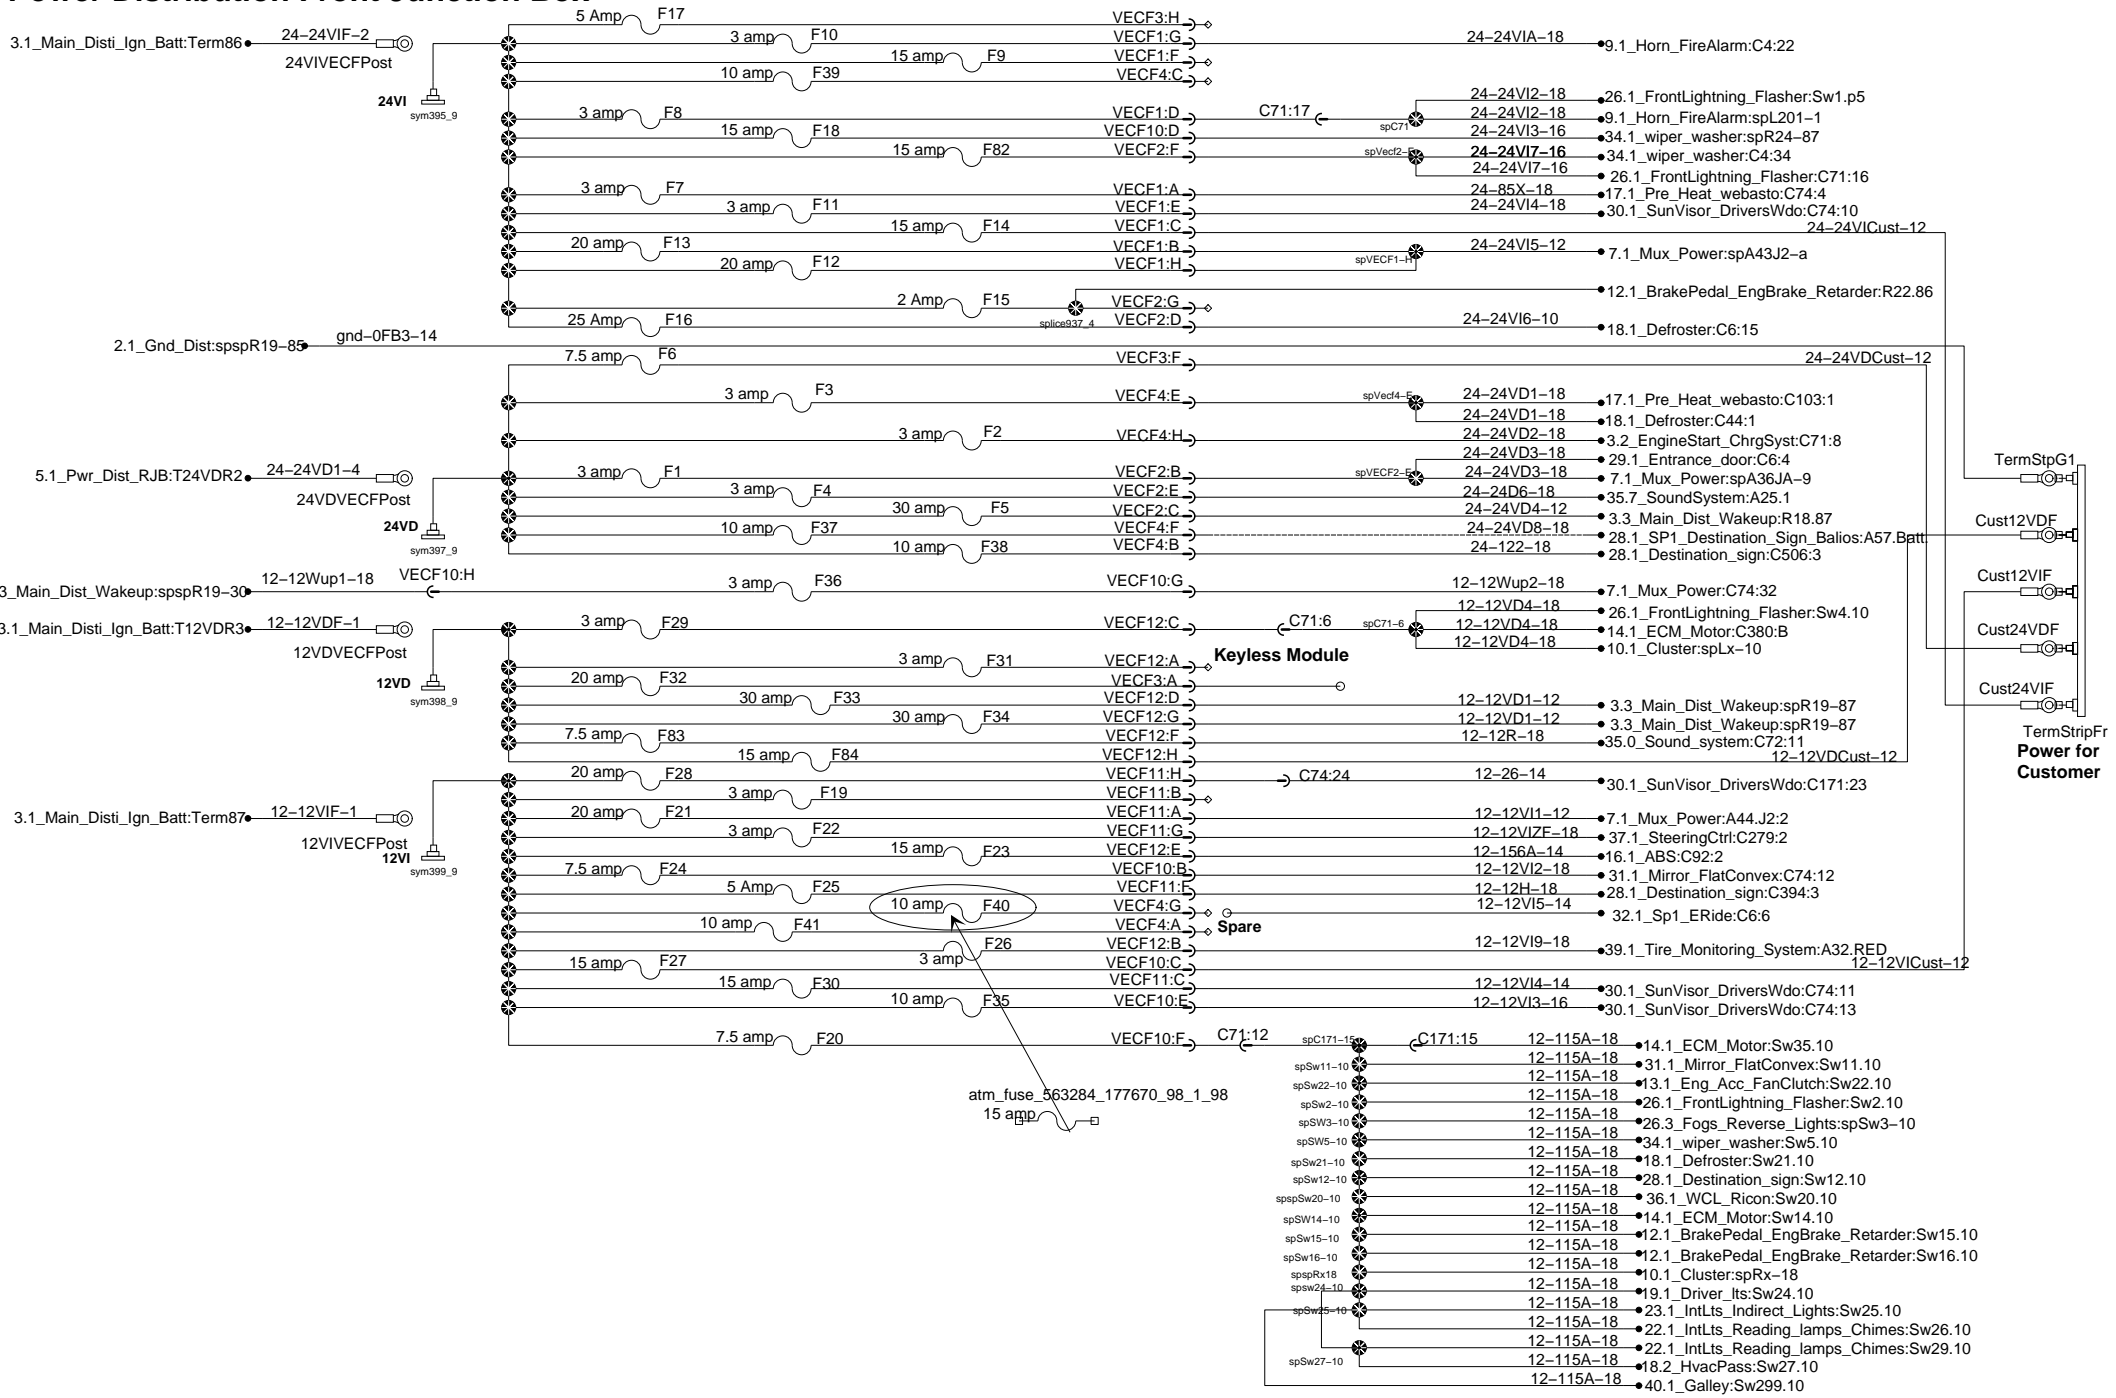 5 Amp F17 VECF3:H
3.1_Main_Disti_Ign_Batt:Term86 24-24VIF-2 3 amp F10 VECF1:G 24-24VIA-18 9.1_Horn_FireAlarm:C4:22
24VIVECFPost 15 amp F9 VECF1:F
10 amp F39 VECF4:C
24VI
sym395_9
24-24VI2-18 26.1_FrontLightning_Flasher:Sw1.p5
3 amp F8 VECF1:D C71:17 spC71 24-24VI2-18 9.1_Horn_FireAlarm:spL201-1
15 amp F18 VECF10:D 24-24VI3-16 34.1_wiper_washer:spR24-87
15 amp F82 VECF2:F 24-24VI7-16 34.1_wiper_washer:C4:34
24-24VI7-16 26.1_FrontLightning_Flasher:C71:16
3 amp F7 VECF1:A 24-85X-18 17.1_Pre_Heat_webasto:C74:4
3 amp F11 VECF1:E 24-24VI4-18 30.1_SunVisor_DriversWdo:C74:10
15 amp F14 VECF1:C 24-24VICust-12
20 amp F13 VECF1:B 24-24VI5-12 7.1_Mux_Power:spA43J2-a
20 amp F12 VECF1:H spVECF1-H
12.1_BrakePedal_EngBrake_Retarder:R22.86
2 Amp F15 splice937_4 VECF2:G
25 Amp F16 VECF2:D 24-24VI6-10 18.1_Defroster:C6:15
2.1_Gnd_Dist:spspR19-85 gnd-0FB3-14
7.5 amp F6 VECF3:F 24-24VDCust-12
3 amp F3 VECF4:E spVecf4-E 24-24VD1-18 17.1_Pre_Heat_webasto:C103:1
24-24VD1-18 18.1_Defroster:C44:1
3 amp F2 VECF4:H 24-24VD2-18 3.2_EngineStart_ChrgSyst:C71:8
24-24VD3-18 29.1_Entrance_door:C6:4
5.1_Pwr_Dist_RJB:T24VDR2 24-24VD1-4 3 amp F1 VECF2:B spVECF2-E 24-24VD3-18 7.1_Mux_Power:spA36JA-9
24VDVECFPost 3 amp F4 VECF2:E 24-24D6-18 35.7_SoundSystem:A25.1
24VD 30 amp F5 VECF2:C 24-24VD4-12 3.3_Main_Dist_Wakeup:R18.87
10 amp F37 VECF4:F 24-24VD8-18 28.1_SP1_Destination_Sign_Balios:A57.Batt.
sym397_9 10 amp F38 VECF4:B 24-122-18 28.1_Destination_sign:C506:3
TermStpG1
Cust12VDF
Cust12VIF
Cust24VDF
Cust24VIF
TermStripFr
Power for
Customer
3_Main_Dist_Wakeup:spspR19-30 12-12Wup1-18 VECF10:H 3 amp F36 VECF10:G 12-12Wup2-18 7.1_Mux_Power:C74:32
12-12VD4-18 26.1_FrontLightning_Flasher:Sw4.10
3.1_Main_Disti_Ign_Batt:T12VDR3 12-12VDF-1 3 amp F29 VECF12:C C71:6 spC71-6 12-12VD4-18 14.1_ECM_Motor:C380:B
12VDVECFPost 12-12VD4-18 10.1_Cluster:spLx-10
3 amp F31 VECF12:A Keyless Module
12VD 20 amp F32 VECF3:A
sym398_9 30 amp F33 VECF12:D 12-12VD1-12 3.3_Main_Dist_Wakeup:spR19-87
30 amp F34 VECF12:G 12-12VD1-12 3.3_Main_Dist_Wakeup:spR19-87
7.5 amp F83 VECF12:F 12-12R-18 35.0_Sound_system:C72:11
15 amp F84 VECF12:H 12-12VDCust-12
20 amp F28 VECF11:H C74:24 12-26-14 30.1_SunVisor_DriversWdo:C171:23
3 amp F19 VECF11:B
3.1_Main_Disti_Ign_Batt:Term87 12-12VIF-1 20 amp F21 VECF11:A 12-12VI1-12 7.1_Mux_Power:A44.J2:2
12VIVECFPost 3 amp F22 VECF11:G 12-12VIZF-18 37.1_SteeringCtrl:C279:2
12VI 15 amp F23 VECF12:E 12-156A-14 16.1_ABS:C92:2
sym399_9 7.5 amp F24 VECF10:B 12-12VI2-18 31.1_Mirror_FlatConvex:C74:12
5 Amp F25 VECF11:F 12-12H-18 28.1_Destination_sign:C394:3
10 amp F40 VECF4:G 12-12VI5-14 32.1_Sp1_ERide:C6:6
10 amp F41 VECF4:A Spare
3 amp F26 VECF12:B 12-12VI9-18 39.1_Tire_Monitoring_System:A32.RED
15 amp F27 VECF10:C 12-12VICust-12
15 amp F30 VECF11:C 12-12VI4-14 30.1_SunVisor_DriversWdo:C74:11
10 amp F35 VECF10:E 12-12VI3-16 30.1_SunVisor_DriversWdo:C74:13
7.5 amp F20 VECF10:F C71:12 spC171-15 C171:15 12-115A-18 14.1_ECM_Motor:Sw35.10
spSw11-10 12-115A-18 31.1_Mirror_FlatConvex:Sw11.10
spSw22-10 12-115A-18 13.1_Eng_Acc_FanClutch:Sw22.10
atm_fuse_563284_177670_98_1_98
15 amp
spSw2-10 12-115A-18 26.1_FrontLightning_Flasher:Sw2.10
spSW3-10 12-115A-18 26.3_Fogs_Reverse_Lights:spSw3-10
spSW5-10 12-115A-18 34.1_wiper_washer:Sw5.10
spSw21-10 12-115A-18 18.1_Defroster:Sw21.10
spSw12-10 12-115A-18 28.1_Destination_sign:Sw12.10
spspSw20-10 12-115A-18 36.1_WCL_Ricon:Sw20.10
spSW14-10 12-115A-18 14.1_ECM_Motor:Sw14.10
spSw15-10 12-115A-18 12.1_BrakePedal_EngBrake_Retarder:Sw15.10
spSw16-10 12-115A-18 12.1_BrakePedal_EngBrake_Retarder:Sw16.10
spspRx18 12-115A-18 10.1_Cluster:spRx-18
spsw24-10 12-115A-18 19.1_Driver_lts:Sw24.10
spSw25-10 12-115A-18 23.1_IntLts_Indirect_Lights:Sw25.10
12-115A-18 22.1_IntLts_Reading_lamps_Chimes:Sw26.10
12-115A-18 22.1_IntLts_Reading_lamps_Chimes:Sw29.10
spSw27-10 12-115A-18 18.2_HvacPass:Sw27.10
12-115A-18 40.1_Galley:Sw299.10